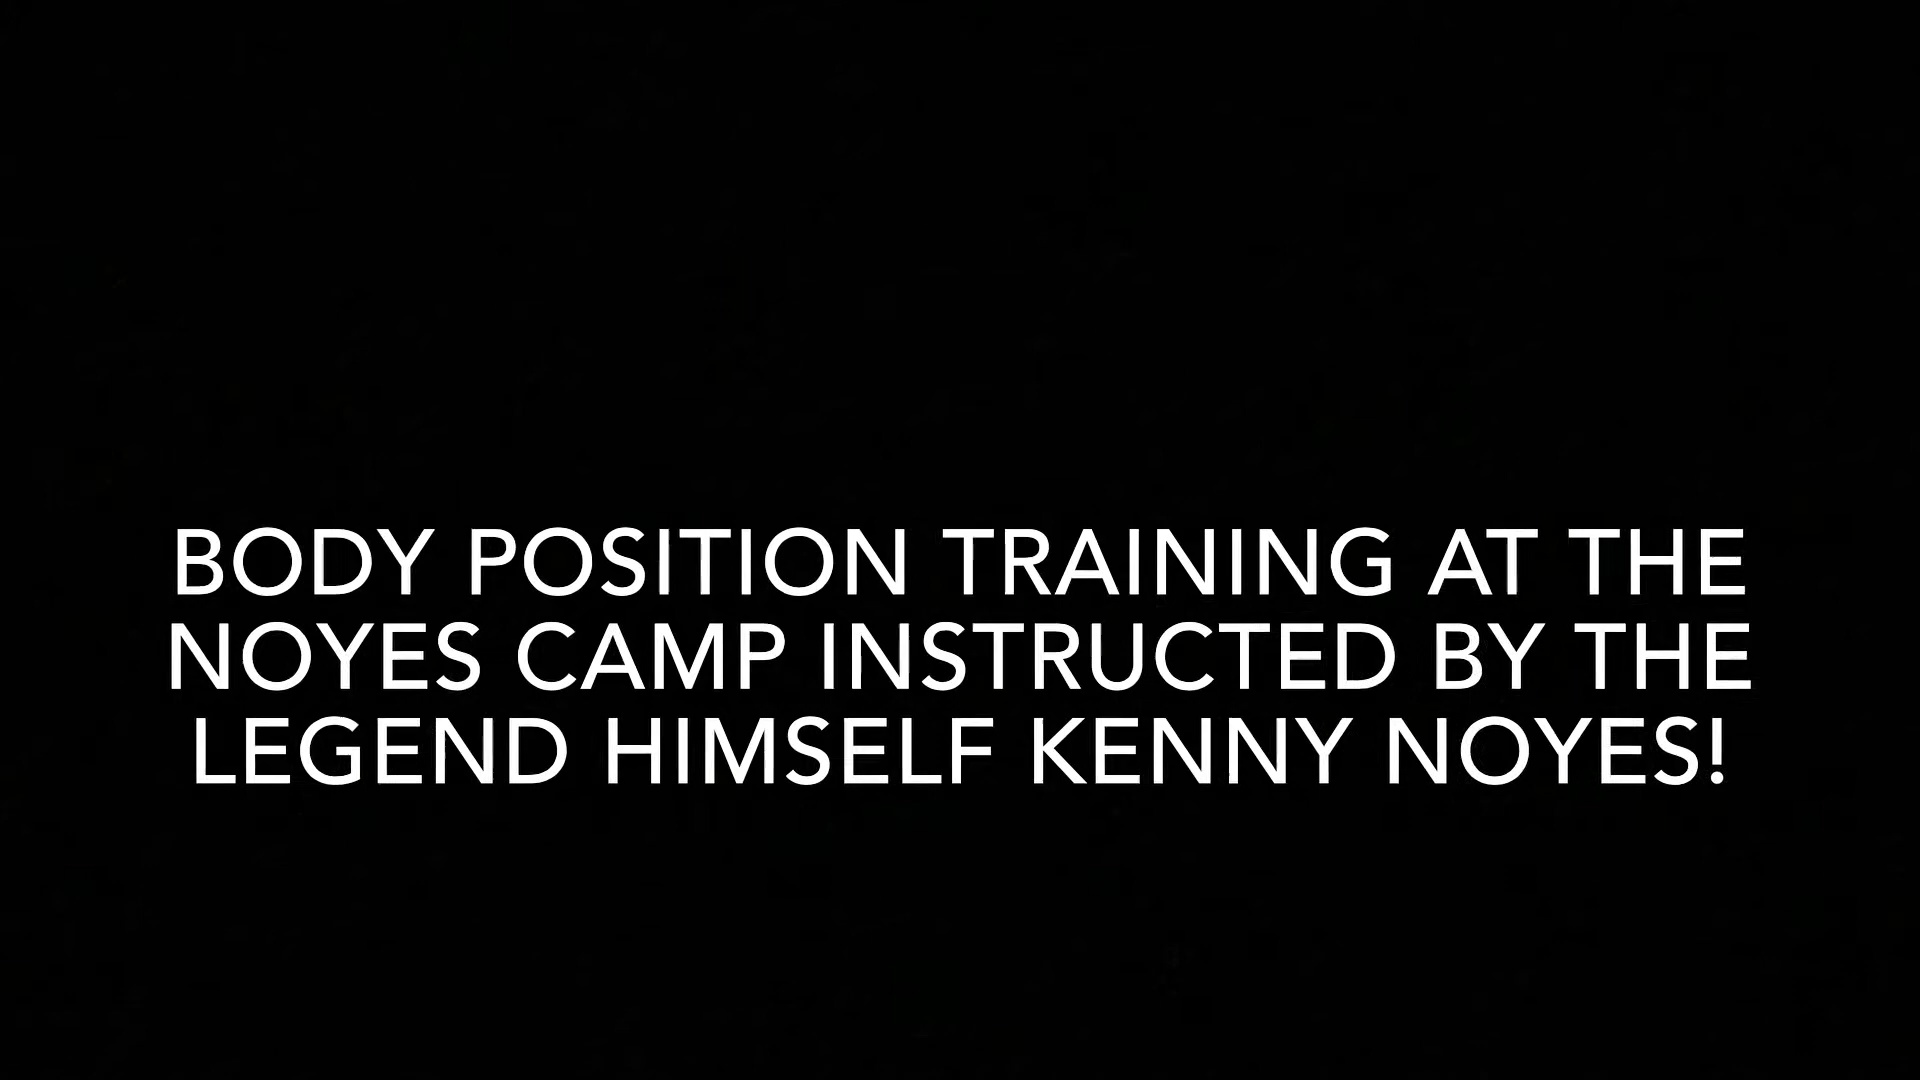 BODY POSITION TRAINING AT THE
NOYES CAMP INSTRUCTED BY THE
LEGEND HIMSELF KENNY NOYES!